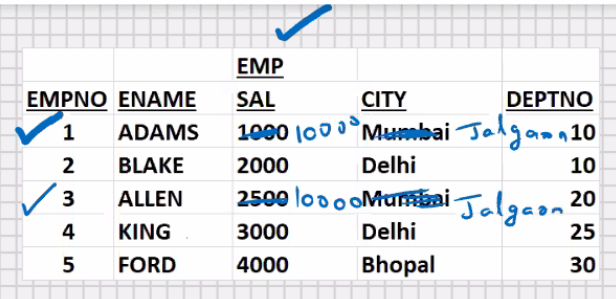 EMP
EMPNO ENAME SAL CITY DEPTNO
1 ADAMS 1000 10000 Mumbai Jalgaon 10
2 BLAKE 2000 Delhi 10
3 ALLEN 2500 10000 Mumbai Jalgaon 20
4 KING 3000 Delhi 25
5 FORD 4000 Bhopal 30